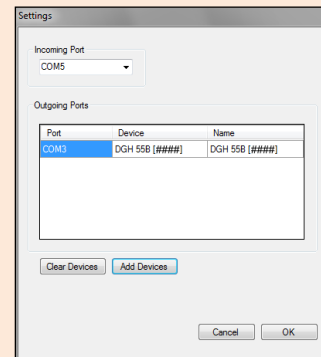 Settings
Incoming Port
COM5
Outgoing Ports
Port Device Name
COM3 DGH 55B [####] DGH 55B [####]
Clear Devices Add Devices
Cancel OK